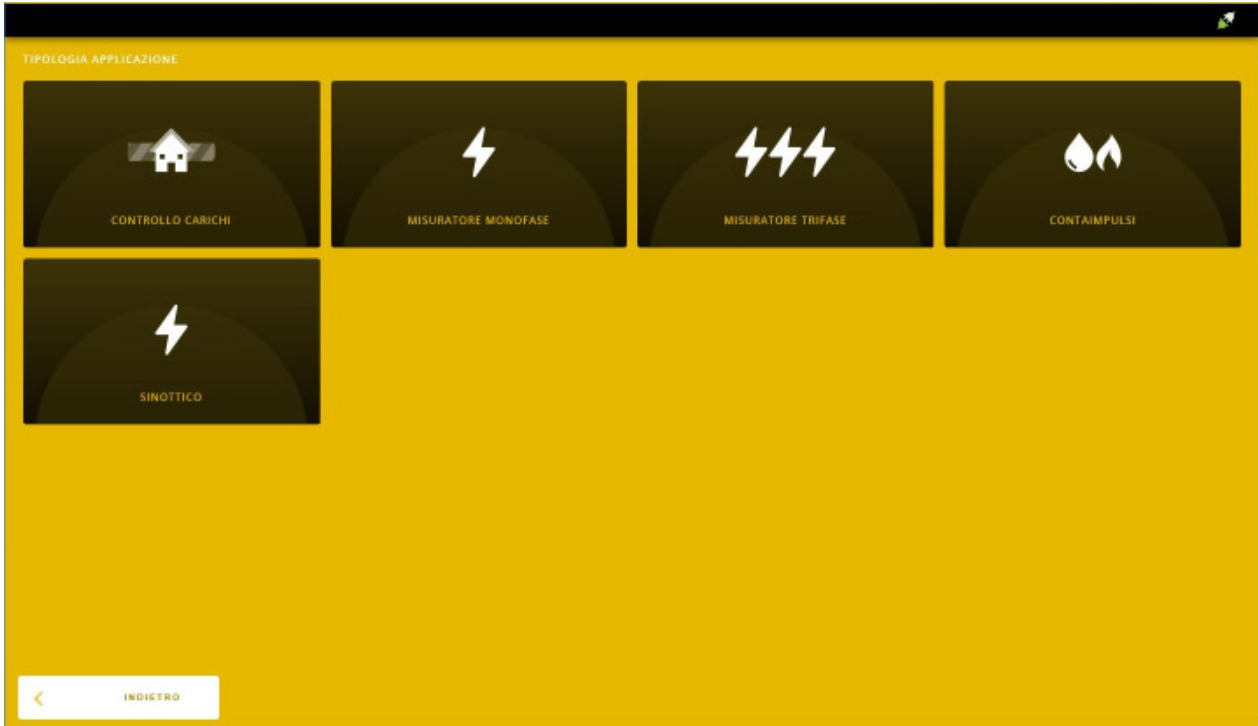 TIPOLOGIA APPLICAZIONE
CONTROLLO CARICHI
MISURATORE MONOFASE
MISURATORE TRIFASE
CONTAIMPULSI
SINOTTICO
INDIETRO